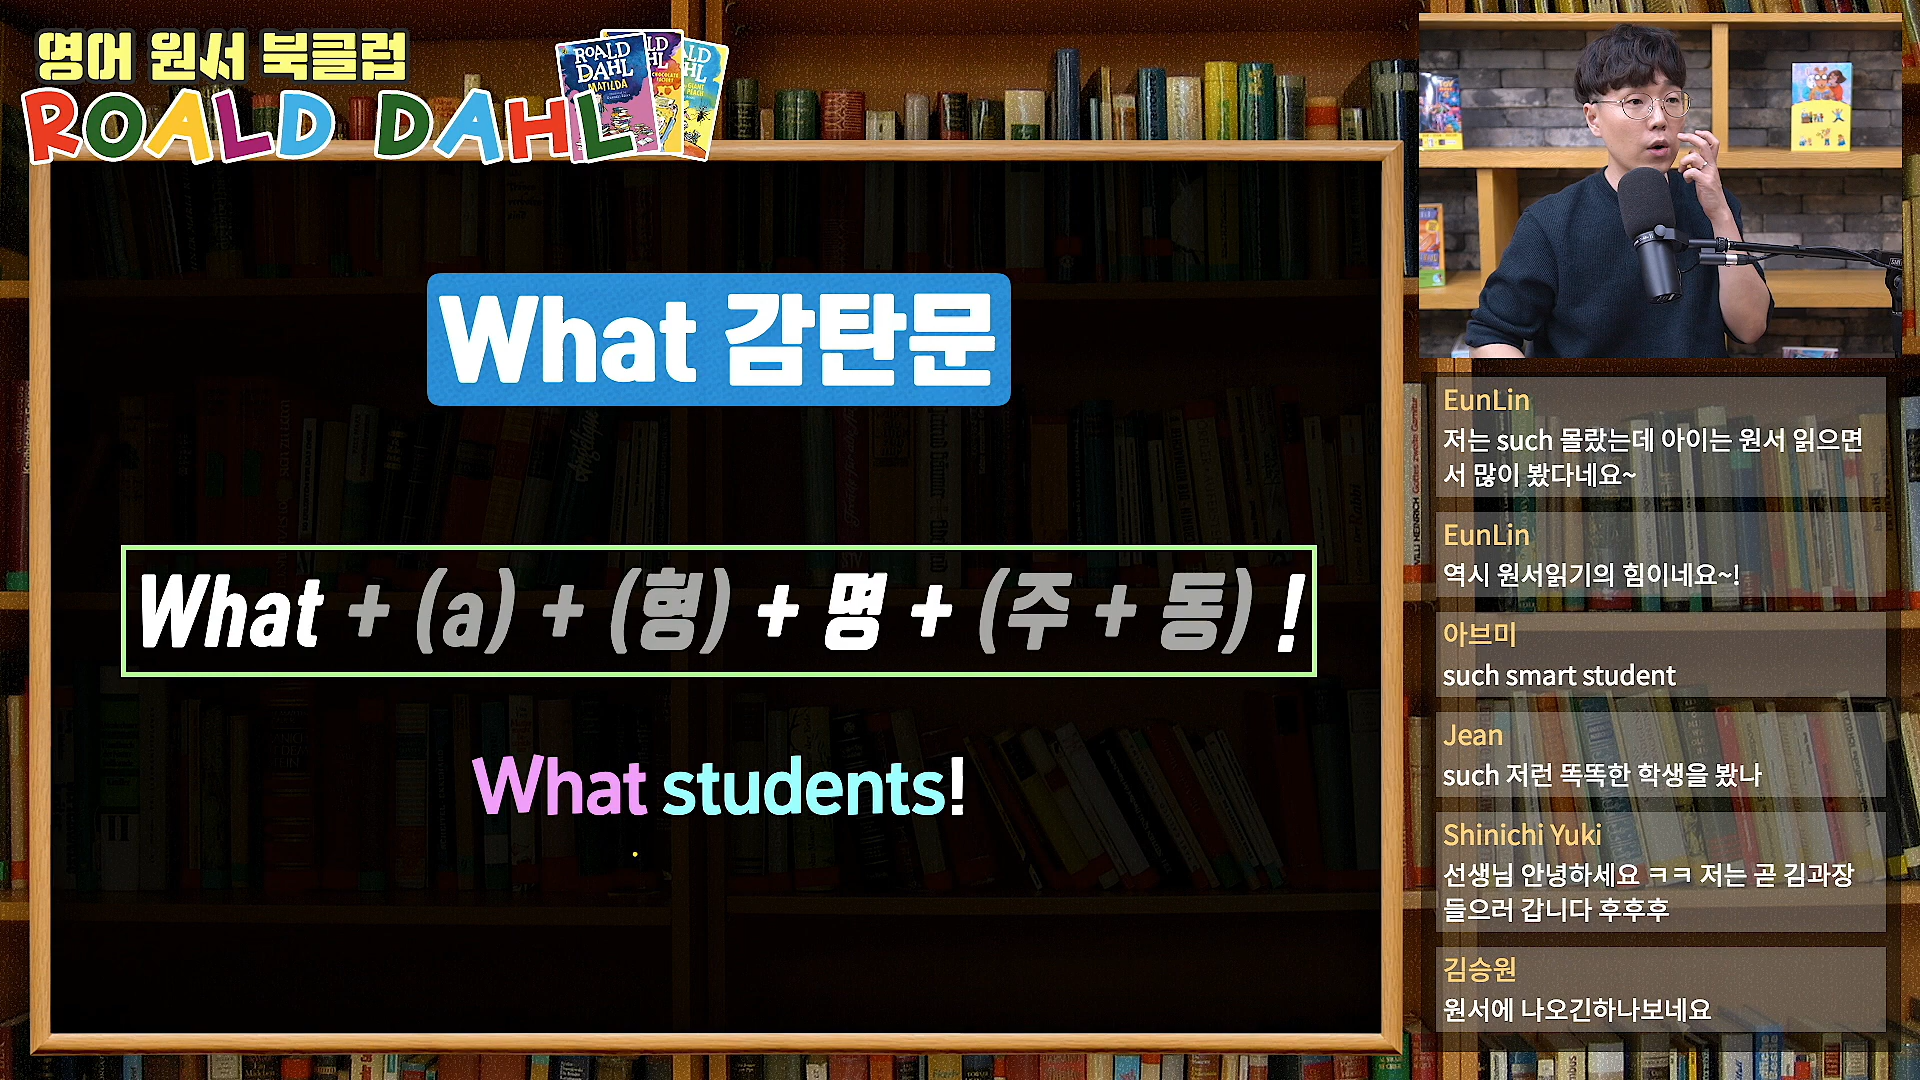 영어 원서 북클럽
ROALD DAHL
ROALD
DAHL
MATILDA
What 감탄문
What + (a) + (형) + 명 + (주 + 동) !
What students!
EunLin
저는 such 몰랐는데 아이는 원서 읽으면
서 많이 봤다네요~
EunLin
역시 원서읽기의 힘이네요~!
아브미
such smart student
Jean
such 저런 똑똑한 학생을 봤나
Shinichi Yuki
선생님 안녕하세요 ㅋㅋ 저는 곧 김과장
들으러 갑니다 후후후
김승원
원서에 나오긴하나보네요